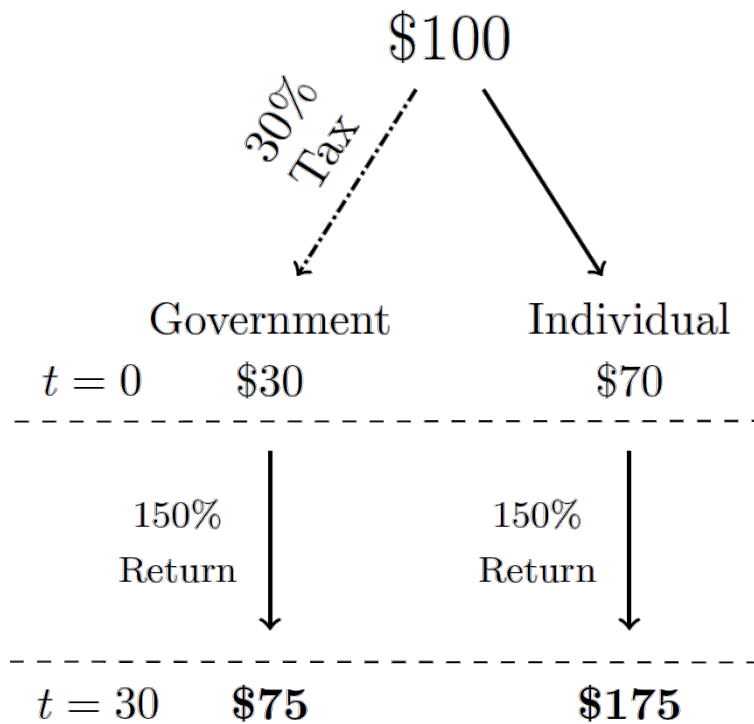 $100
30%
Tax
Government Individual
t = 0 $30 $70
150% 150%
Return Return
t = 30 $75 $175